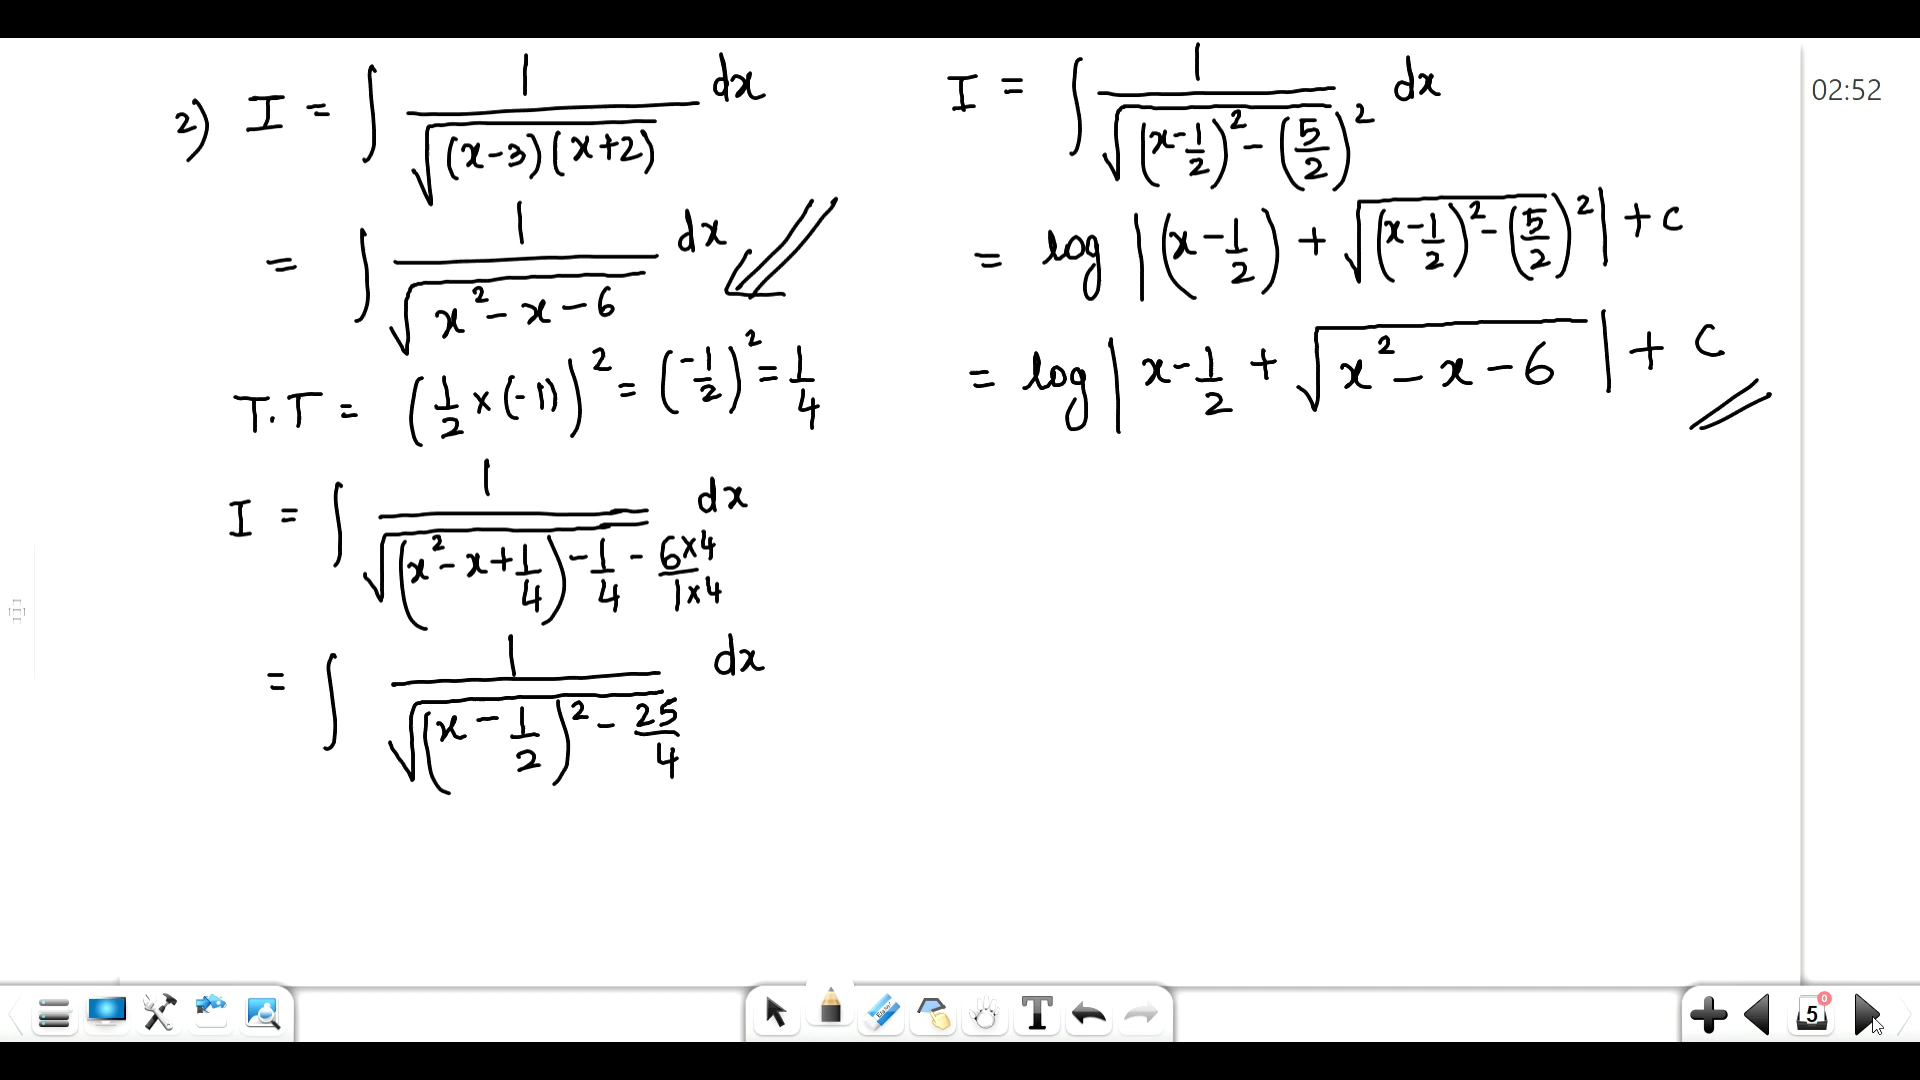 2) I = ∫ 1/√((x-3)(x+2)) dx
= ∫ 1/√(x² - x - 6) dx
T.T = (1/2 × (-1))² = (-1/2)² = 1/4
I = ∫ 1/√((x² - x + 1/4) - 1/4 - (6×4)/(1×4)) dx
= ∫ 1/√((x - 1/2)² - 25/4) dx
I = ∫ 1/√((x - 1/2)² - (5/2)²) dx
= log |(x - 1/2) + √((x - 1/2)² - (5/2)²)| + c
= log | x - 1/2 + √(x² - x - 6) | + c
02:52
T
5
0